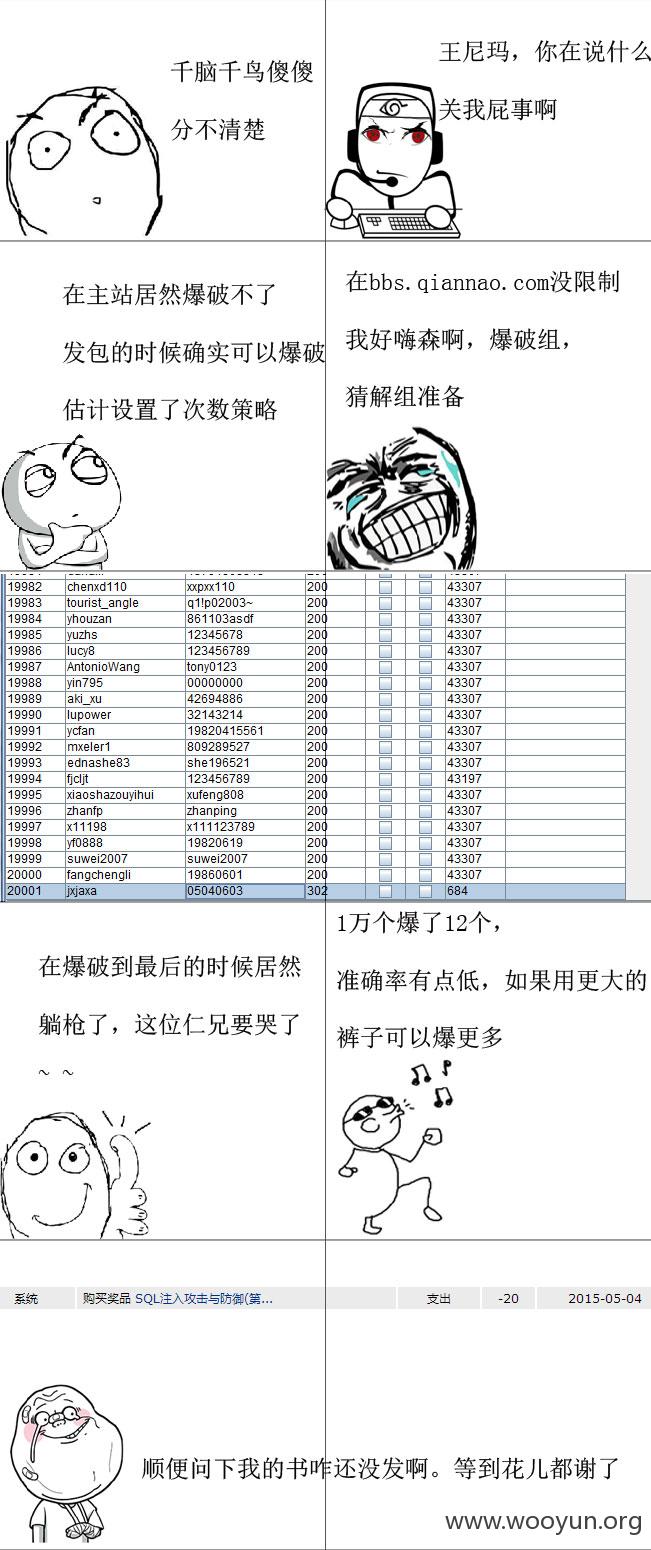 千脑千鸟傻傻
分不清楚
王尼玛，你在说什么
关我屁事啊
在主站居然爆破不了
发包的时候确实可以爆破
估计设置了次数策略
在bbs.qiannao.com没限制
我好嗨森啊，爆破组，
猜解组准备
19982 chenxd110 xxpxx110 200 43307
19983 tourist_angle q1!p02003~ 200 43307
19984 yhouzan 861103asdf 200 43307
19985 yuzhs 12345678 200 43307
19986 lucy8 123456789 200 43307
19987 AntonioWang tony0123 200 43307
19988 yin795 00000000 200 43307
19989 aki_xu 42694886 200 43307
19990 lupower 32143214 200 43307
19991 ycfan 19820415561 200 43307
19992 mxeler1 809289527 200 43307
19993 ednashe83 she196521 200 43307
19994 fjcljt 123456789 200 43197
19995 xiaoshazouyihui xufeng808 200 43307
19996 zhanfp zhanping 200 43307
19997 x11198 x111123789 200 43307
19998 yf0888 19820619 200 43307
19999 suwei2007 suwei2007 200 43307
20000 fangchengli 19860601 200 43307
20001 jxjaxa 05040603 302 684
在爆破到最后的时候居然
躺枪了，这位仁兄要哭了
~ ~
1万个爆了12个，
准确率有点低，如果用更大的
裤子可以爆更多
系统 购买奖品 SQL注入攻击与防御(第... 支出 -20 2015-05-04
顺便问下我的书咋还没发啊。等到花儿都谢了
www.wooyun.org